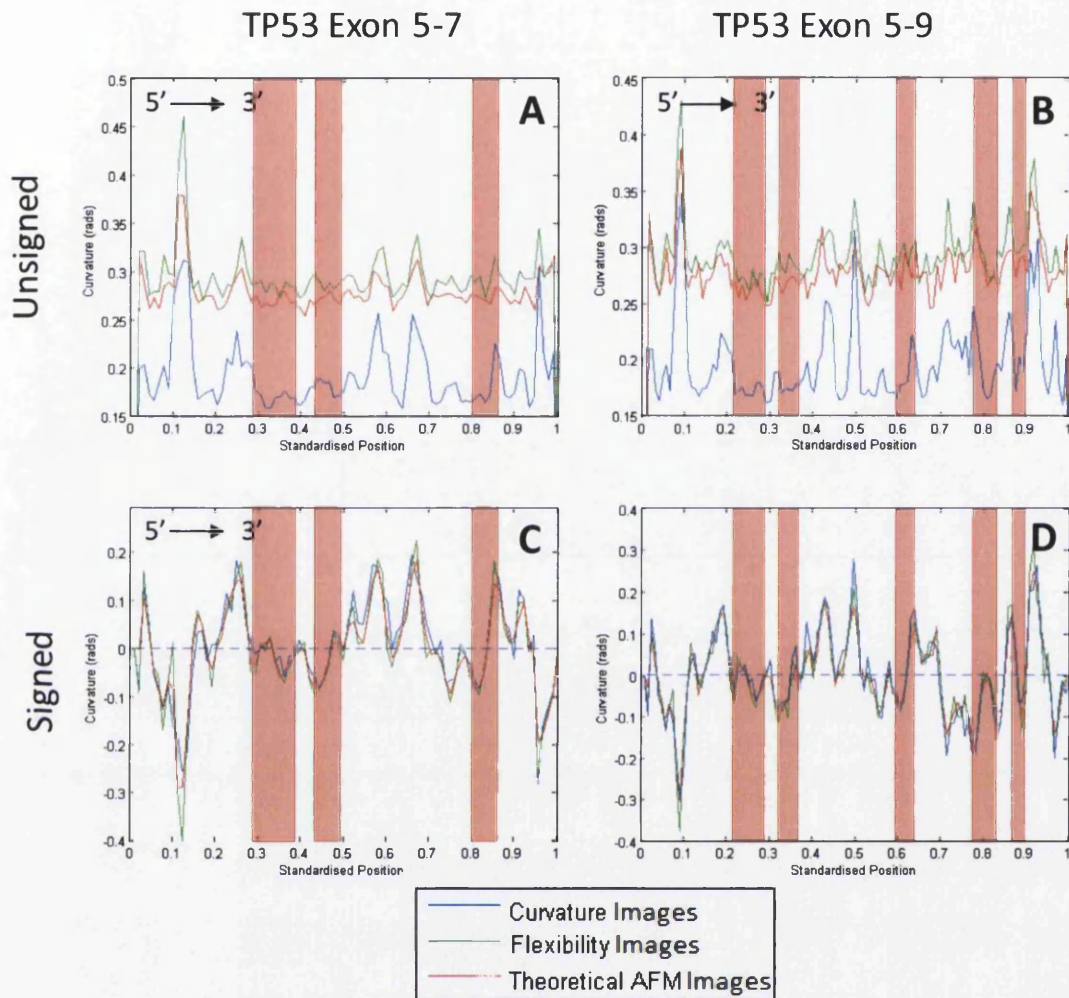 TP53 Exon 5-7
TP53 Exon 5-9
Unsigned
Signed
5' 3'
A
0.5
0.45
0.4
0.35
0.3
0.25
0.2
0.15
Curvature (rads)
0 0.1 0.2 0.3 0.4 0.5 0.6 0.7 0.8 0.9 1
Standardised Position
5' 3'
B
0.45
0.4
0.35
0.3
0.25
0.2
0.15
Curvature (rads)
0 0.1 0.2 0.3 0.4 0.5 0.6 0.7 0.8 0.9 1
Standardised Position
5' 3'
C
0.2
0.1
0
-0.1
-0.2
-0.3
-0.4
Curvature (rads)
0 0.1 0.2 0.3 0.4 0.5 0.6 0.7 0.8 0.9 1
Standardised Position
D
0.4
0.3
0.2
0.1
0
-0.1
-0.2
-0.3
-0.4
Curvature (rads)
0 0.1 0.2 0.3 0.4 0.5 0.6 0.7 0.8 0.9 1
Standardised Position
Curvature Images
Flexibility Images
Theoretical AFM Images